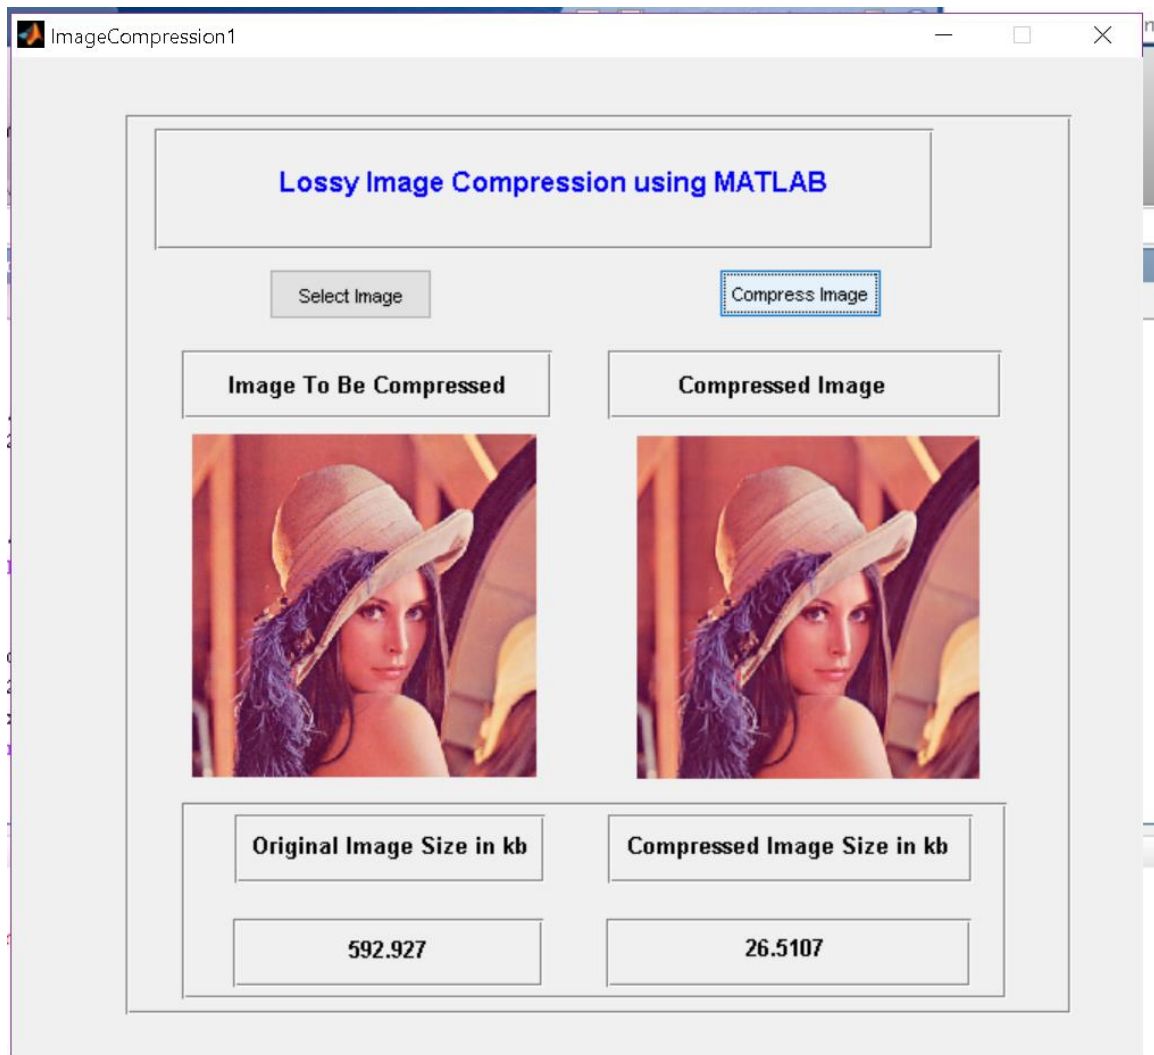 ImageCompression1
Lossy Image Compression using MATLAB
Select Image
Compress Image
Image To Be Compressed
Compressed Image
Original Image Size in kb
Compressed Image Size in kb
592.927
26.5107